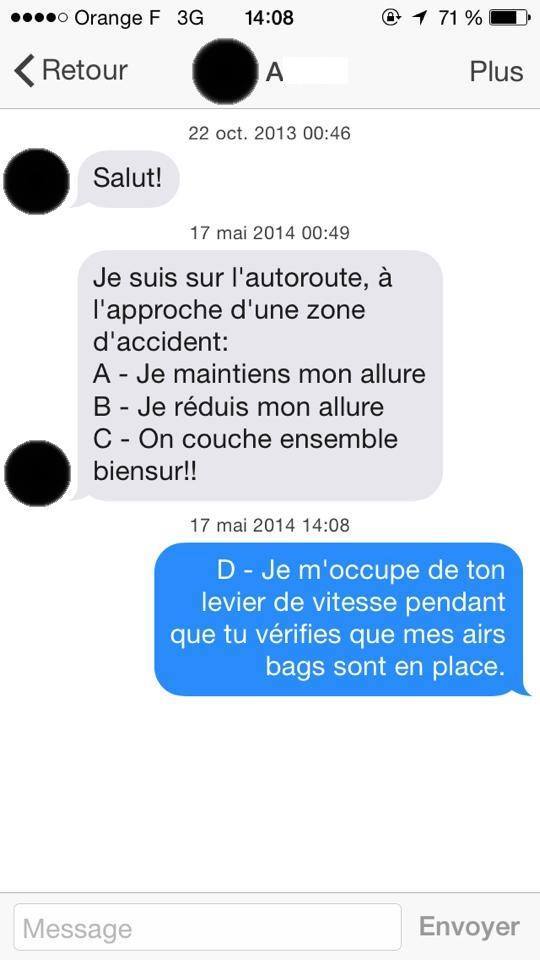 Orange F 3G 14:08 71 %
Retour A Plus
22 oct. 2013 00:46
Salut!
17 mai 2014 00:49
Je suis sur l'autoroute, à
l'approche d'une zone
d'accident:
A - Je maintiens mon allure
B - Je réduis mon allure
C - On couche ensemble
biensur!!
17 mai 2014 14:08
D - Je m'occupe de ton
levier de vitesse pendant
que tu vérifies que mes airs
bags sont en place.
Message Envoyer